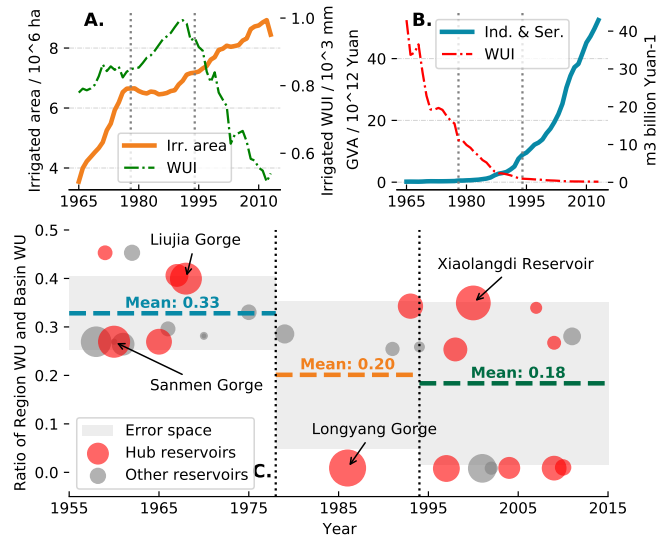 A.
Irrigated area / 10^6 ha
8
6
4
Irr. area
WUI
1.0
0.8
0.6
Irrigated WUI / 10^3 mm
1965
1980
1995
2010
B.
GVA / 10^12 Yuan
40
20
0
Ind. & Ser.
WUI
40
30
20
10
0
m3 billion Yuan-1
1965
1980
1995
2010
Ratio of Region WU and Basin WU
0.5
0.4
0.3
0.2
0.1
0.0
Liujia Gorge
Xiaolangdi Reservoir
Mean: 0.33
Mean: 0.20
Mean: 0.18
Sanmen Gorge
Longyang Gorge
Error space
Hub reservoirs
Other reservoirs
C.
1955
1965
1975
1985
1995
2005
2015
Year